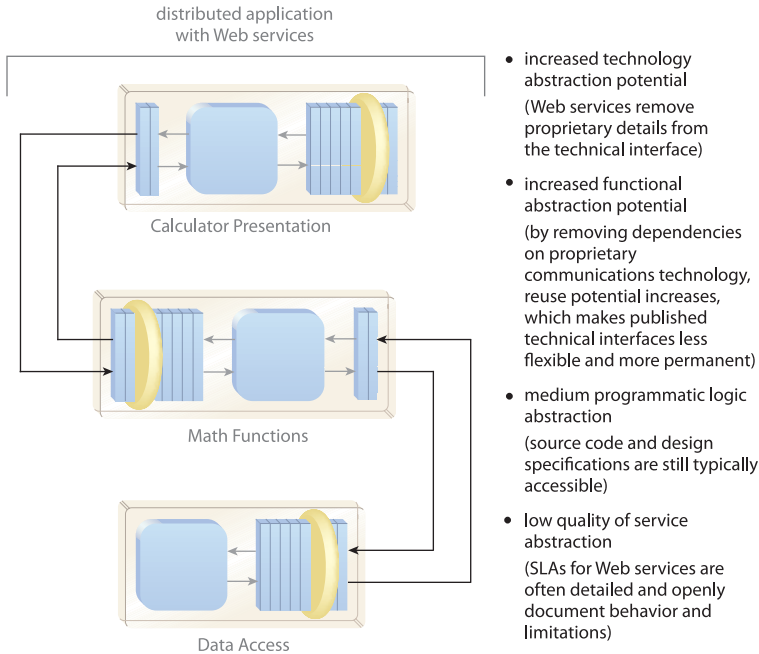 distributed application
with Web services
Calculator Presentation
Math Functions
Data Access
• increased technology
abstraction potential
(Web services remove
proprietary details from
the technical interface)
• increased functional
abstraction potential
(by removing dependencies
on proprietary
communications technology,
reuse potential increases,
which makes published
technical interfaces less
flexible and more permanent)
• medium programmatic logic
abstraction
(source code and design
specifications are still typically
accessible)
• low quality of service
abstraction
(SLAs for Web services are
often detailed and openly
document behavior and
limitations)